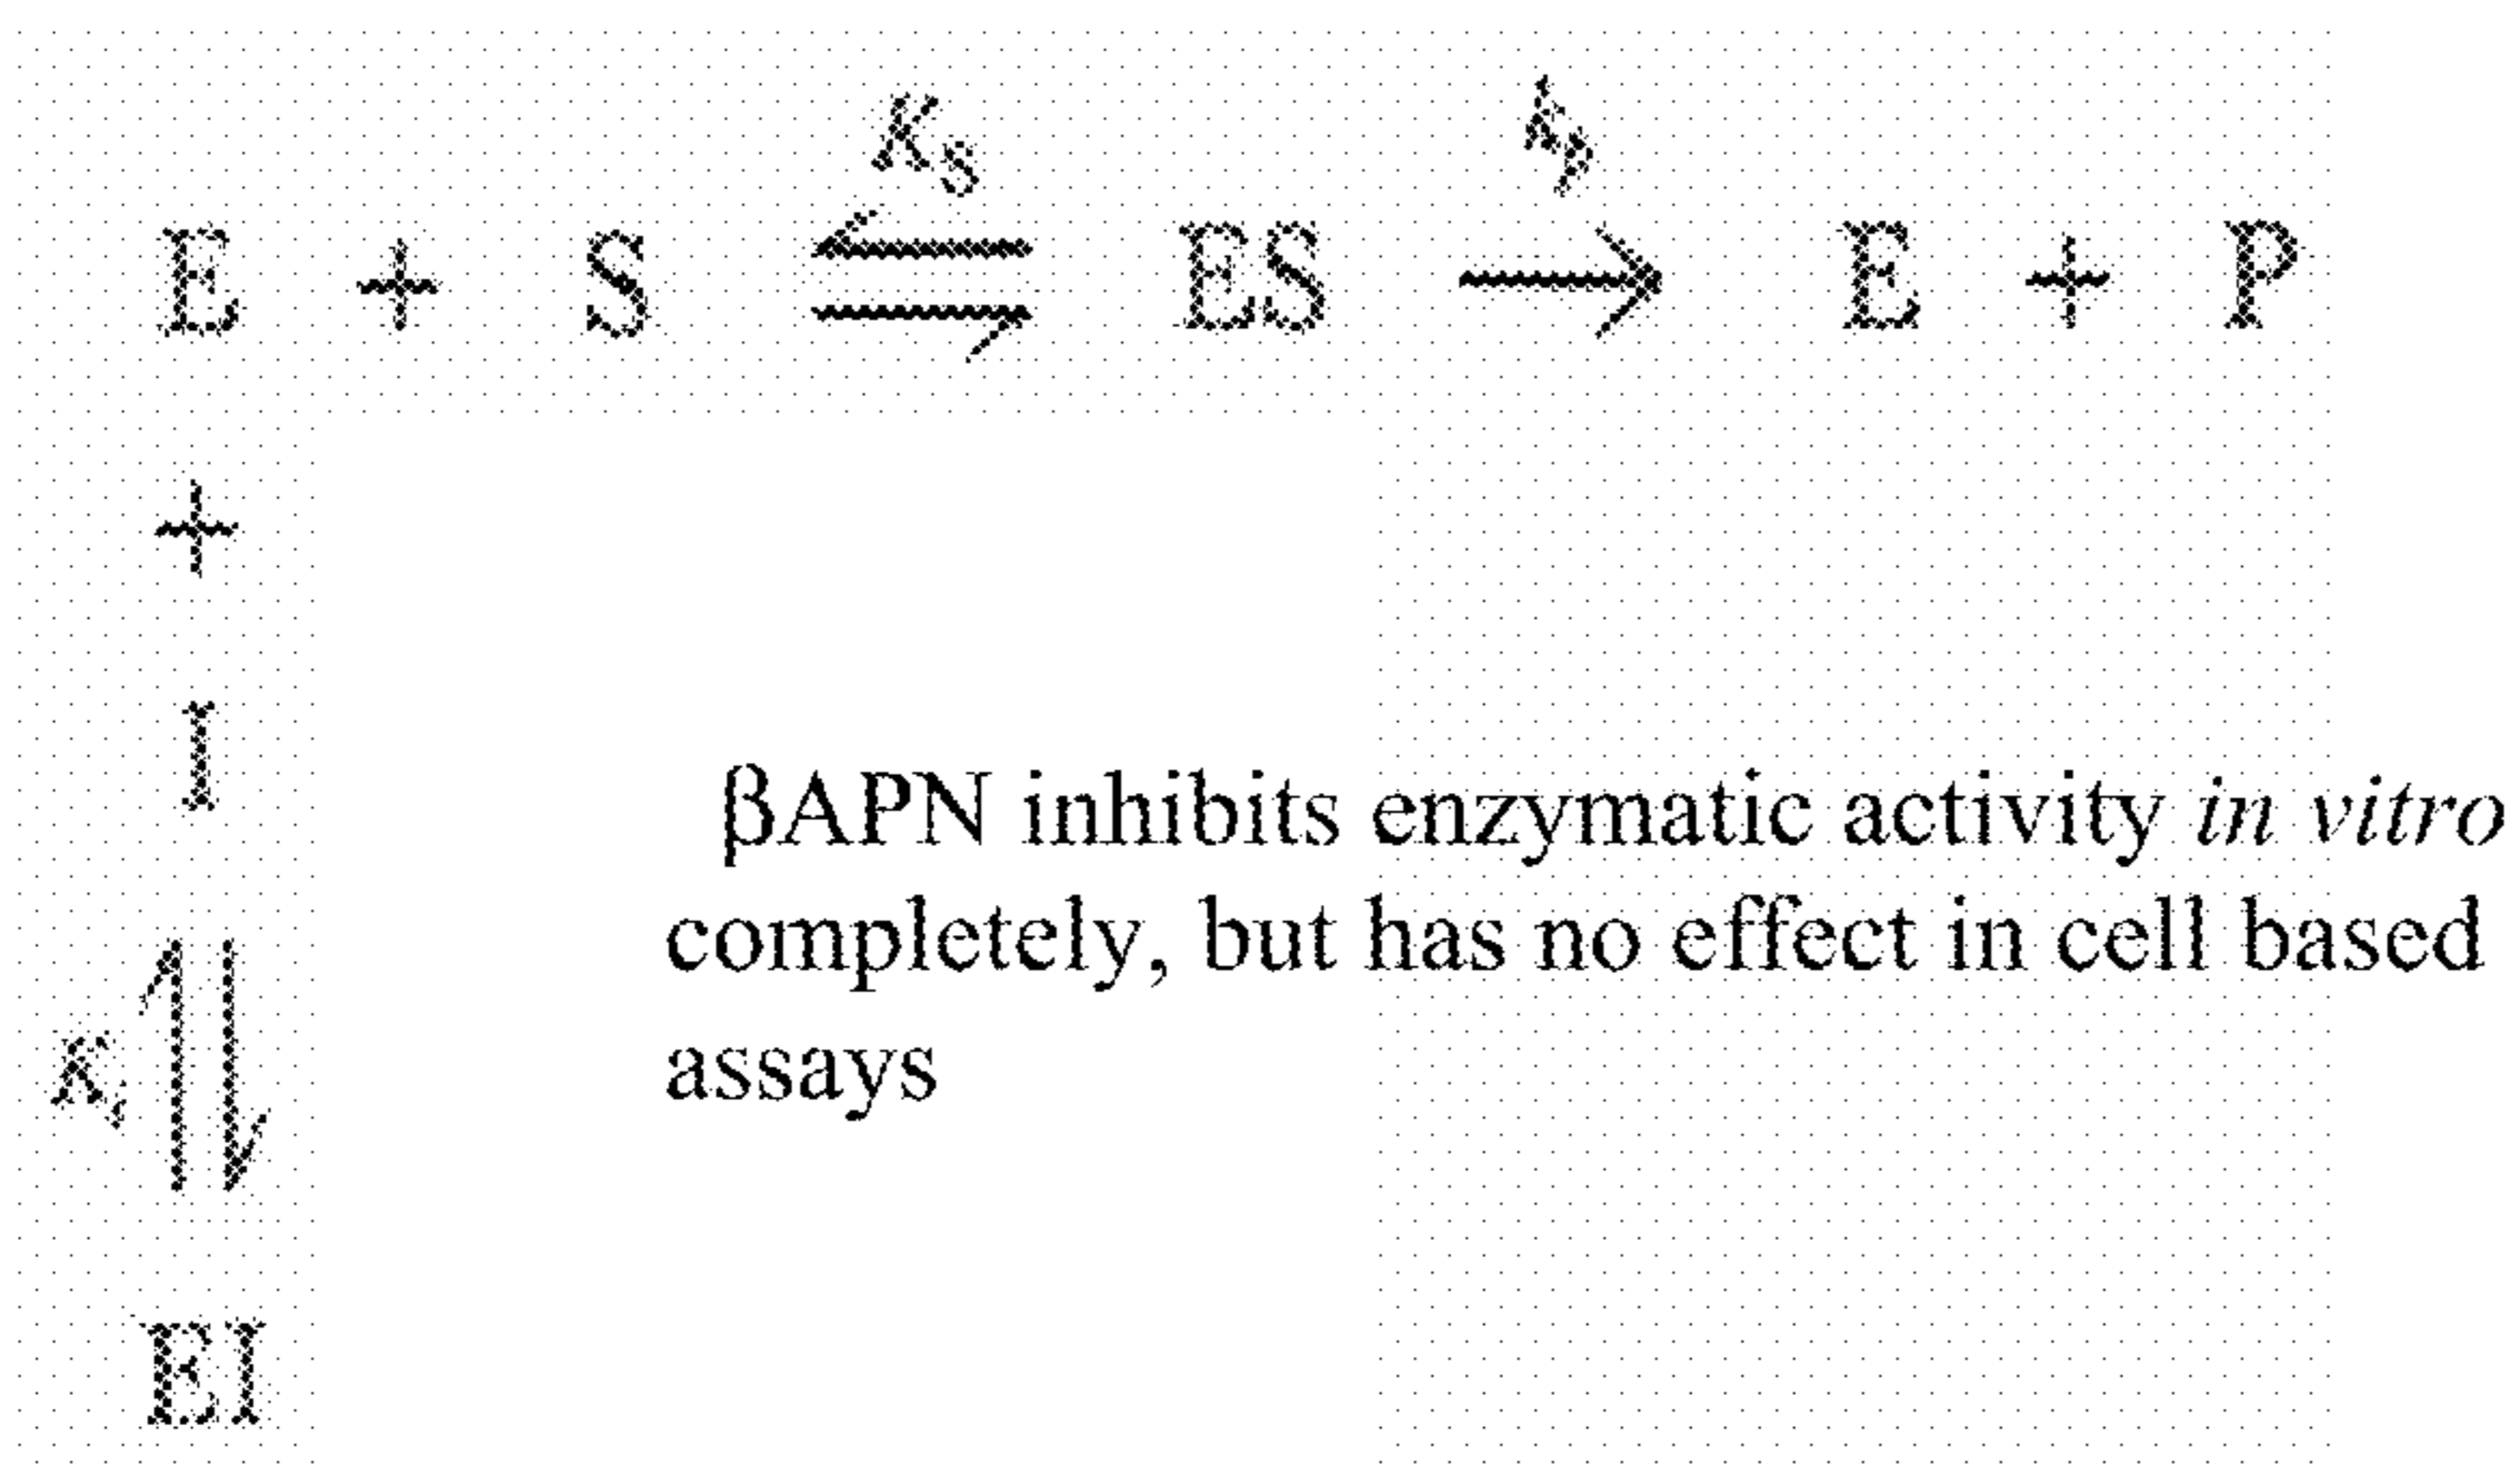 K_S k_p
E + S ⇌ ES → E + P
+
I
βAPN inhibits enzymatic activity in vitro
completely, but has no effect in cell based
K_i ⥮
assays
EI